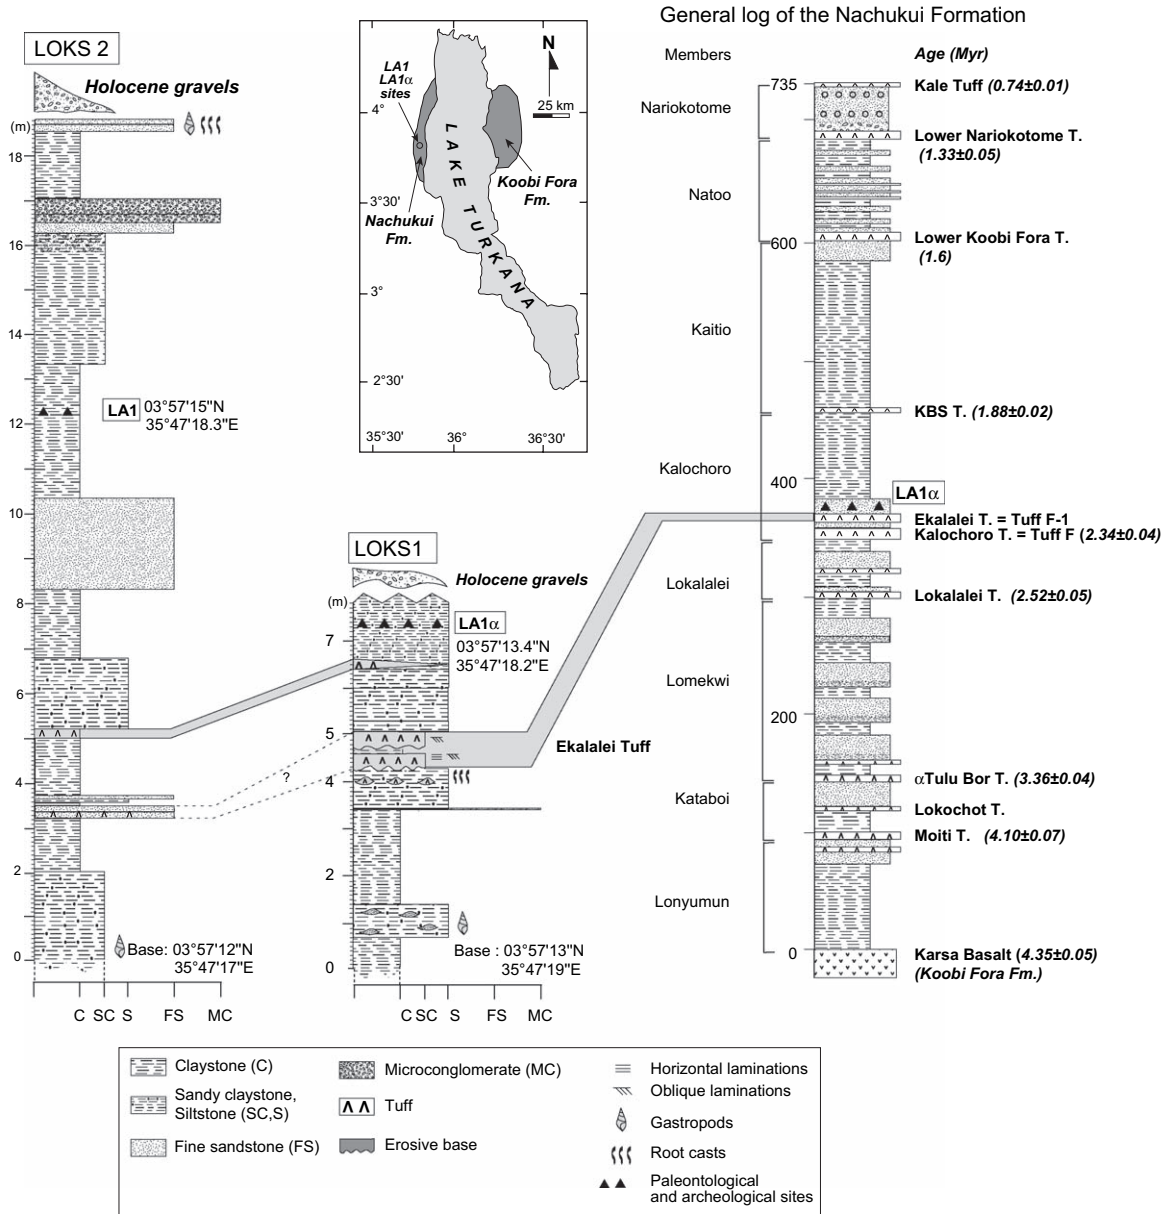 General log of the Nachukui Formation
LOKS 2
Holocene gravels
(m)
18
16
14
12
10
8
6
4
2
0
LA1
03°57'15"N
35°47'18.3"E
?
Base: 03°57'12"N
35°47'17"E
C SC S FS MC
LA1
LA1α
sites
N
25 km
4°
3°30'
3°
2°30'
35°30' 36° 36°30'
LAKE TURKANA
Koobi Fora
Fm.
Nachukui
Fm.
LOKS1
Holocene gravels
(m)
7
5
4
2
0
LA1α
03°57'13.4"N
35°47'18.2"E
Ekalalei Tuff
Base : 03°57'13"N
35°47'19"E
C SC S FS MC
Members
Age (Myr)
735
600
400
200
0
Nariokotome
Natoo
Kaitio
Kalochoro
Lokalalei
Lomekwi
Kataboi
Lonyumun
Kale Tuff (0.74±0.01)
Lower Nariokotome T.
(1.33±0.05)
Lower Koobi Fora T.
(1.6)
KBS T. (1.88±0.02)
LA1α
Ekalalei T. = Tuff F-1
Kalochoro T. = Tuff F (2.34±0.04)
Lokalalei T. (2.52±0.05)
αTulu Bor T. (3.36±0.04)
Lokochot T.
Moiti T. (4.10±0.07)
Karsa Basalt (4.35±0.05)
(Koobi Fora Fm.)
Claystone (C)
Sandy claystone,
Siltstone (SC,S)
Fine sandstone (FS)
Microconglomerate (MC)
Tuff
Erosive base
Horizontal laminations
Oblique laminations
Gastropods
Root casts
Paleontological
and archeological sites